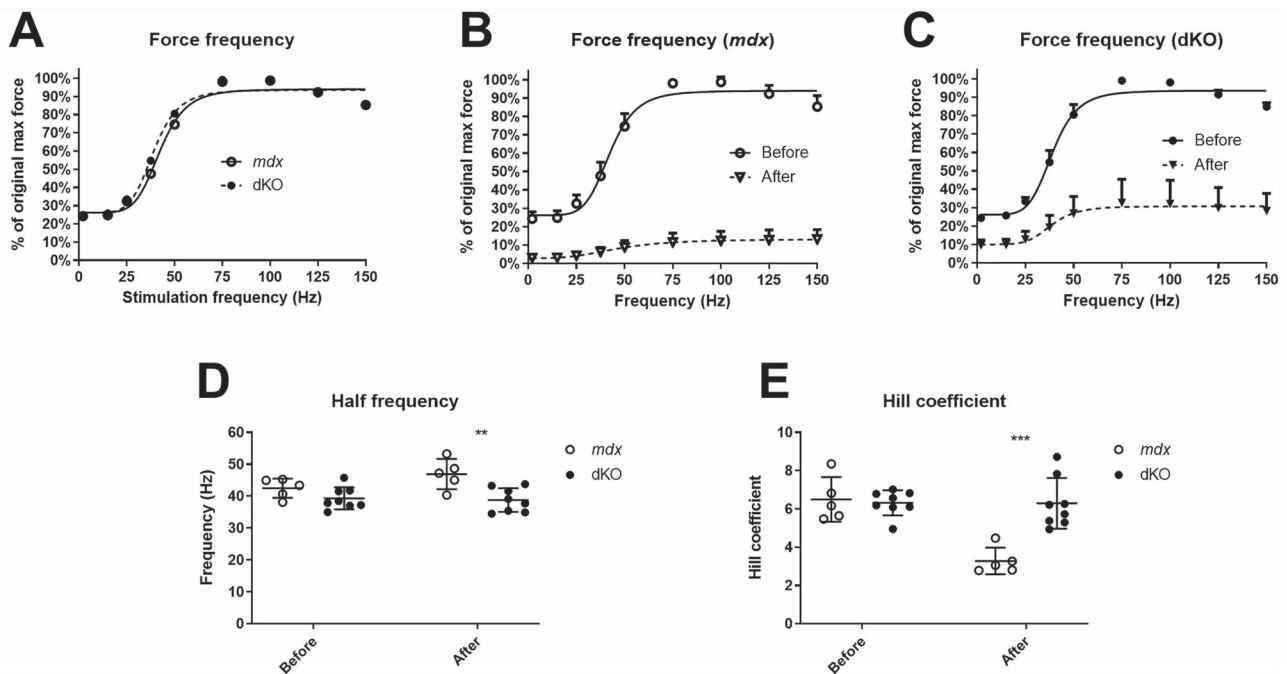 A
Force frequency
% of original max force
100%
90%
80%
70%
60%
50%
40%
30%
20%
10%
0%
mdx
dKO
0 25 50 75 100 125 150
Stimulation frequency (Hz)
B
Force frequency (mdx)
% of original max force
100%
90%
80%
70%
60%
50%
40%
30%
20%
10%
0%
Before
After
0 25 50 75 100 125 150
Frequency (Hz)
C
Force frequency (dKO)
% of original max force
100%
90%
80%
70%
60%
50%
40%
30%
20%
10%
0%
Before
After
0 25 50 75 100 125 150
Frequency (Hz)
D
Half frequency
Frequency (Hz)
60
50
40
30
20
10
0
**
mdx
dKO
Before
After
E
Hill coefficient
Hill coefficient
10
8
6
4
2
0
***
mdx
dKO
Before
After